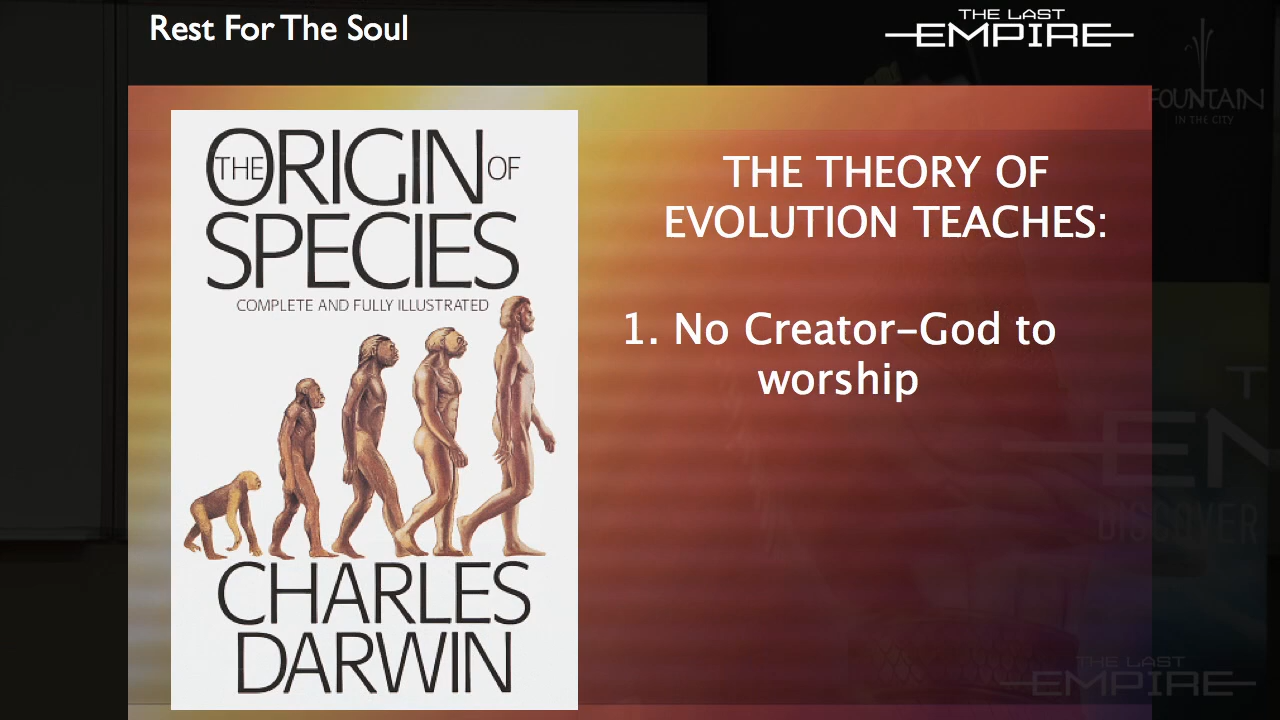 Rest For The Soul
THE LAST
EMPIRE
FOUNTAIN
IN THE CITY
THE ORIGIN OF
SPECIES
COMPLETE AND FULLY ILLUSTRATED
CHARLES
DARWIN
THE THEORY OF
EVOLUTION TEACHES:
1. No Creator-God to
worship
DISCOVER
THE LAST
EMPIRE